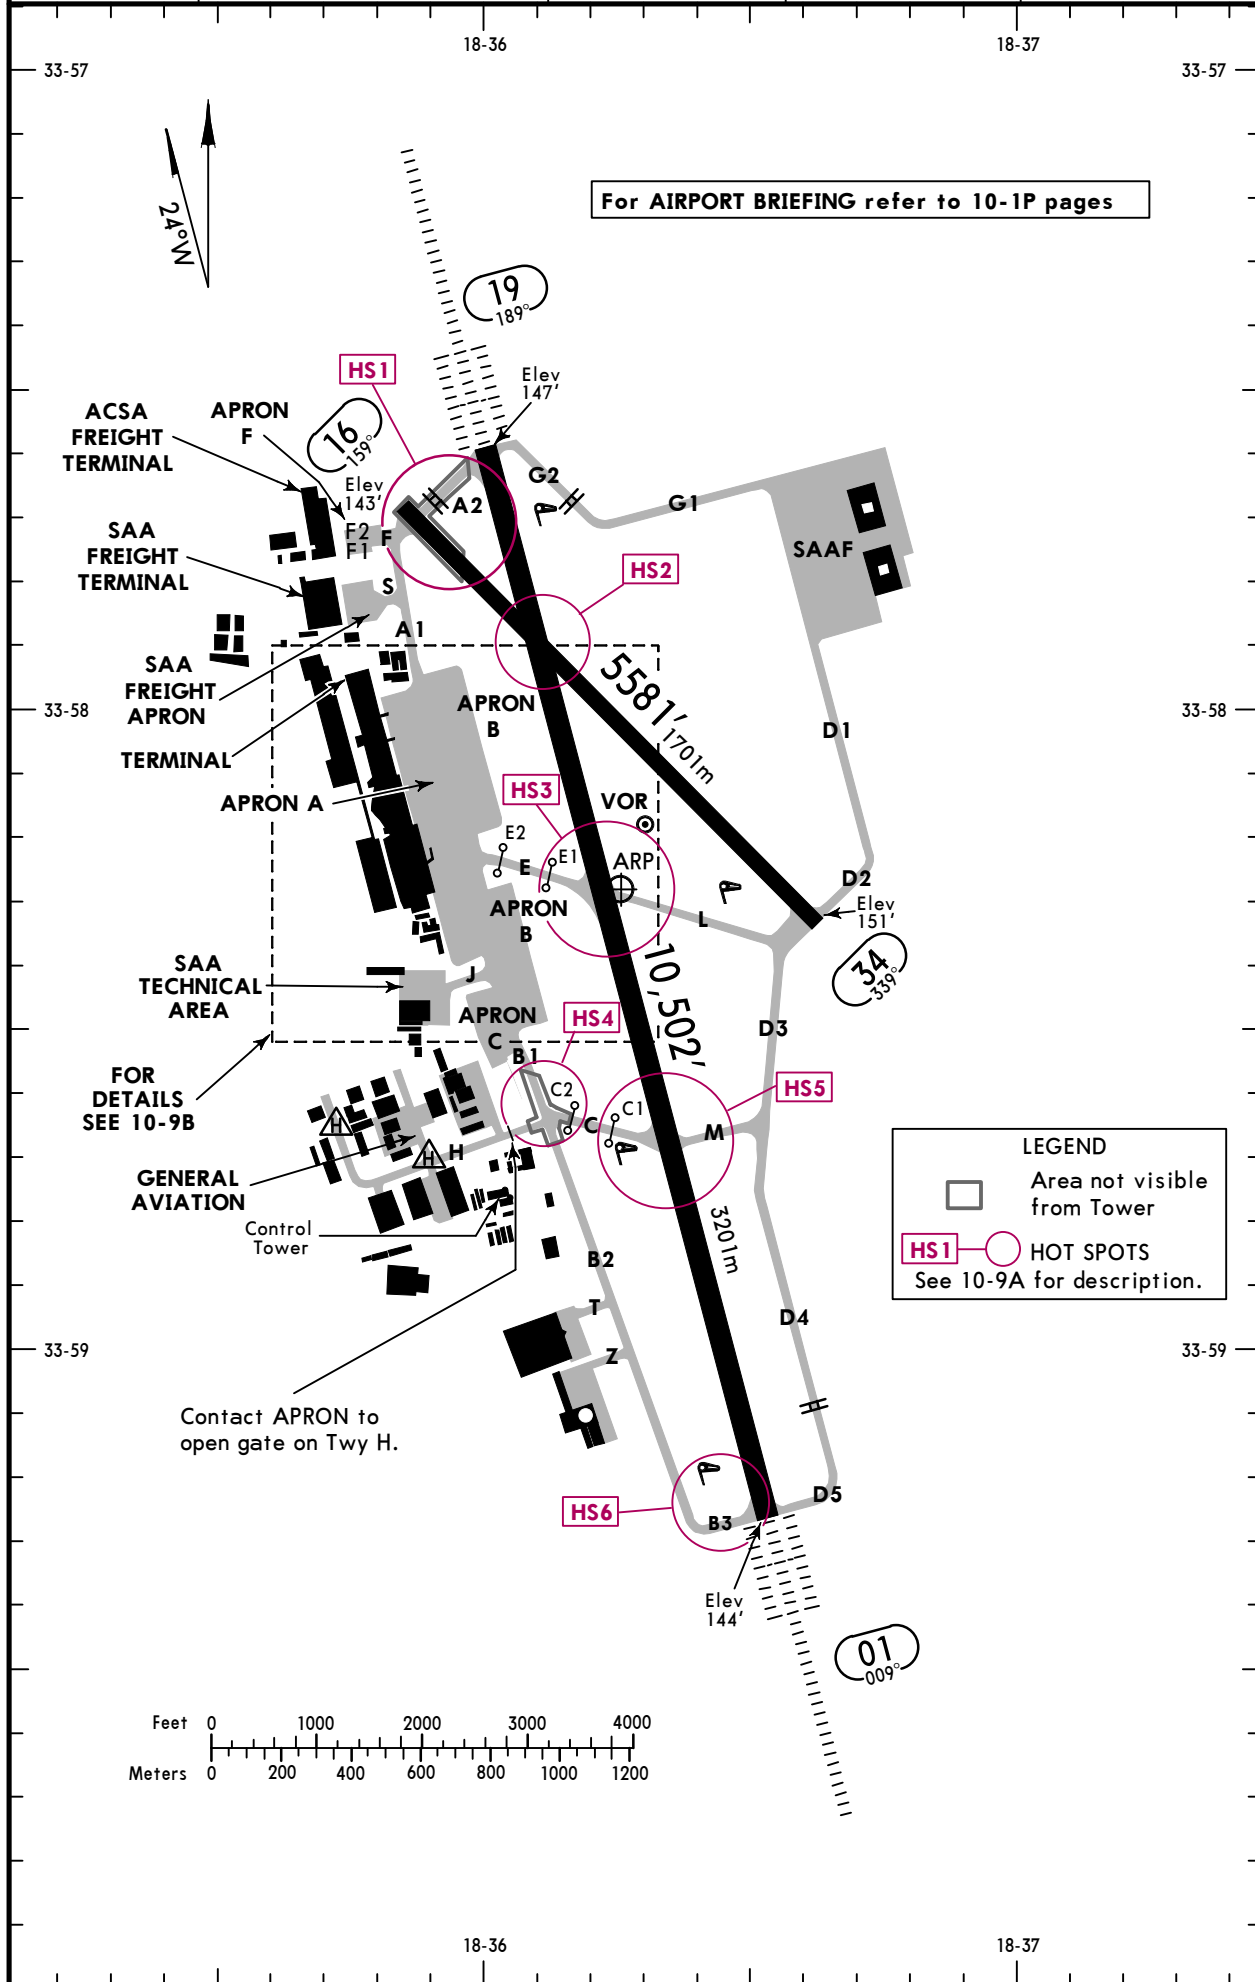 18-36
18-37
33-57
33-57
24°W
For AIRPORT BRIEFING refer to 10-1P pages
19
189°
HS1
Elev
147'
ACSA
FREIGHT
TERMINAL
APRON
F
16
159°
Elev
143'
A2
G2
G1
F2
F1
F
SAA
FREIGHT
TERMINAL
SAAF
HS2
S
A1
SAA
FREIGHT
APRON
5581'
1701m
33-58
33-58
APRON
B
D1
TERMINAL
HS3
APRON A
VOR
E2
E1
E
ARP
D2
APRON
B
L
Elev
151'
34
339°
SAA
TECHNICAL
AREA
J
10,502'
APRON
C
HS4
D3
B1
FOR
DETAILS
SEE 10-9B
C2
C1
C
HS5
M
H
H
H
GENERAL
AVIATION
Control
Tower
LEGEND
Area not visible
from Tower
HS1
HOT SPOTS
See 10-9A for description.
3201m
B2
T
D4
33-59
33-59
Z
Contact APRON to
open gate on Twy H.
HS6
B3
D5
Elev
144'
01
009°
Feet 0 1000 2000 3000 4000
Meters 0 200 400 600 800 1000 1200
18-36
18-37